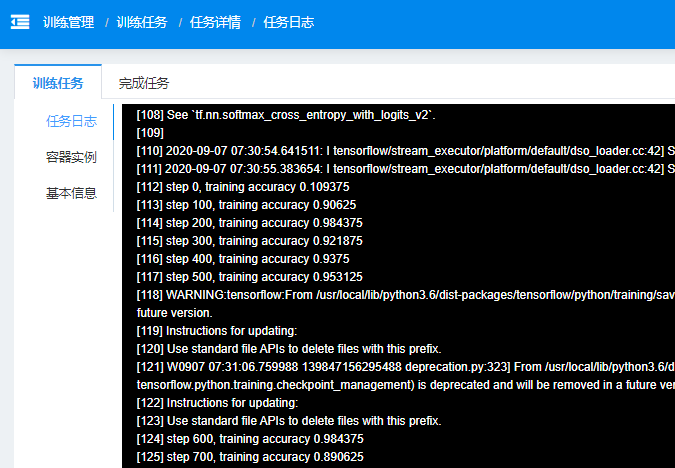 训练管理 / 训练任务 / 任务详情 / 任务日志
训练任务 完成任务
任务日志
容器实例
基本信息
[108] See `tf.nn.softmax_cross_entropy_with_logits_v2`.
[109]
[110] 2020-09-07 07:30:54.641511: I tensorflow/stream_executor/platform/default/dso_loader.cc:42] S
[111] 2020-09-07 07:30:55.383654: I tensorflow/stream_executor/platform/default/dso_loader.cc:42] S
[112] step 0, training accuracy 0.109375
[113] step 100, training accuracy 0.90625
[114] step 200, training accuracy 0.984375
[115] step 300, training accuracy 0.921875
[116] step 400, training accuracy 0.9375
[117] step 500, training accuracy 0.953125
[118] WARNING:tensorflow:From /usr/local/lib/python3.6/dist-packages/tensorflow/python/training/sav
future version.
[119] Instructions for updating:
[120] Use standard file APIs to delete files with this prefix.
[121] W0907 07:31:06.759988 139847156295488 deprecation.py:323] From /usr/local/lib/python3.6/d
tensorflow.python.training.checkpoint_management) is deprecated and will be removed in a future ver
[122] Instructions for updating:
[123] Use standard file APIs to delete files with this prefix.
[124] step 600, training accuracy 0.984375
[125] step 700, training accuracy 0.890625